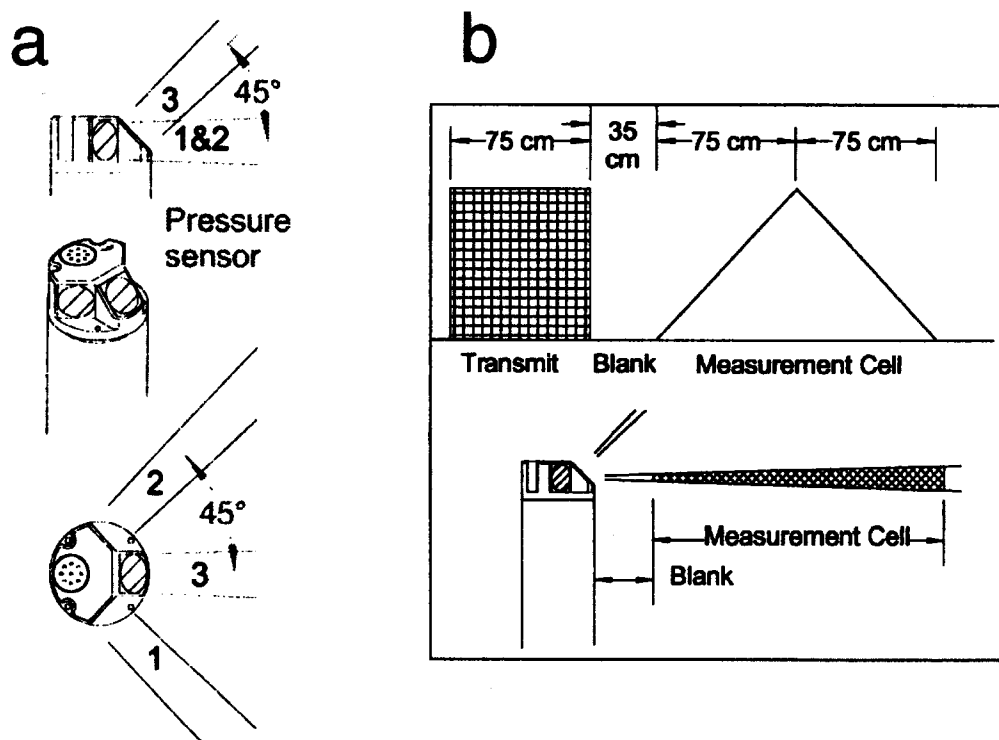 a
3
45°
1&2
Pressure
sensor
2
45°
3
1
b
75 cm
35
cm
75 cm
75 cm
Transmit
Blank
Measurement Cell
Measurement Cell
Blank